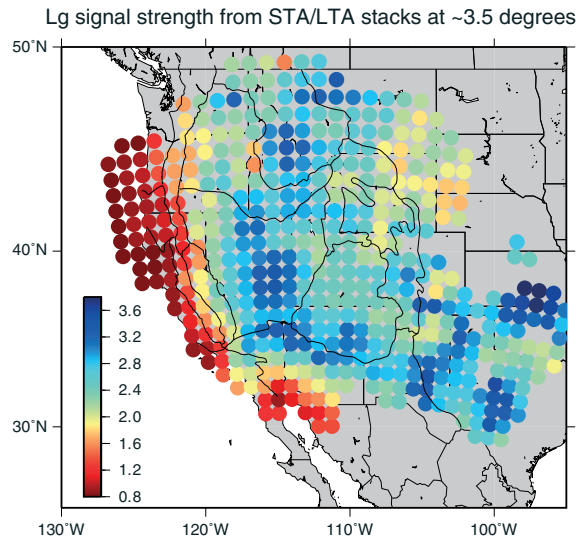 Lg signal strength from STA/LTA stacks at ~3.5 degrees
50°N
40°N
30°N
3.6
3.2
2.8
2.4
2.0
1.6
1.2
0.8
130°W
120°W
110°W
100°W